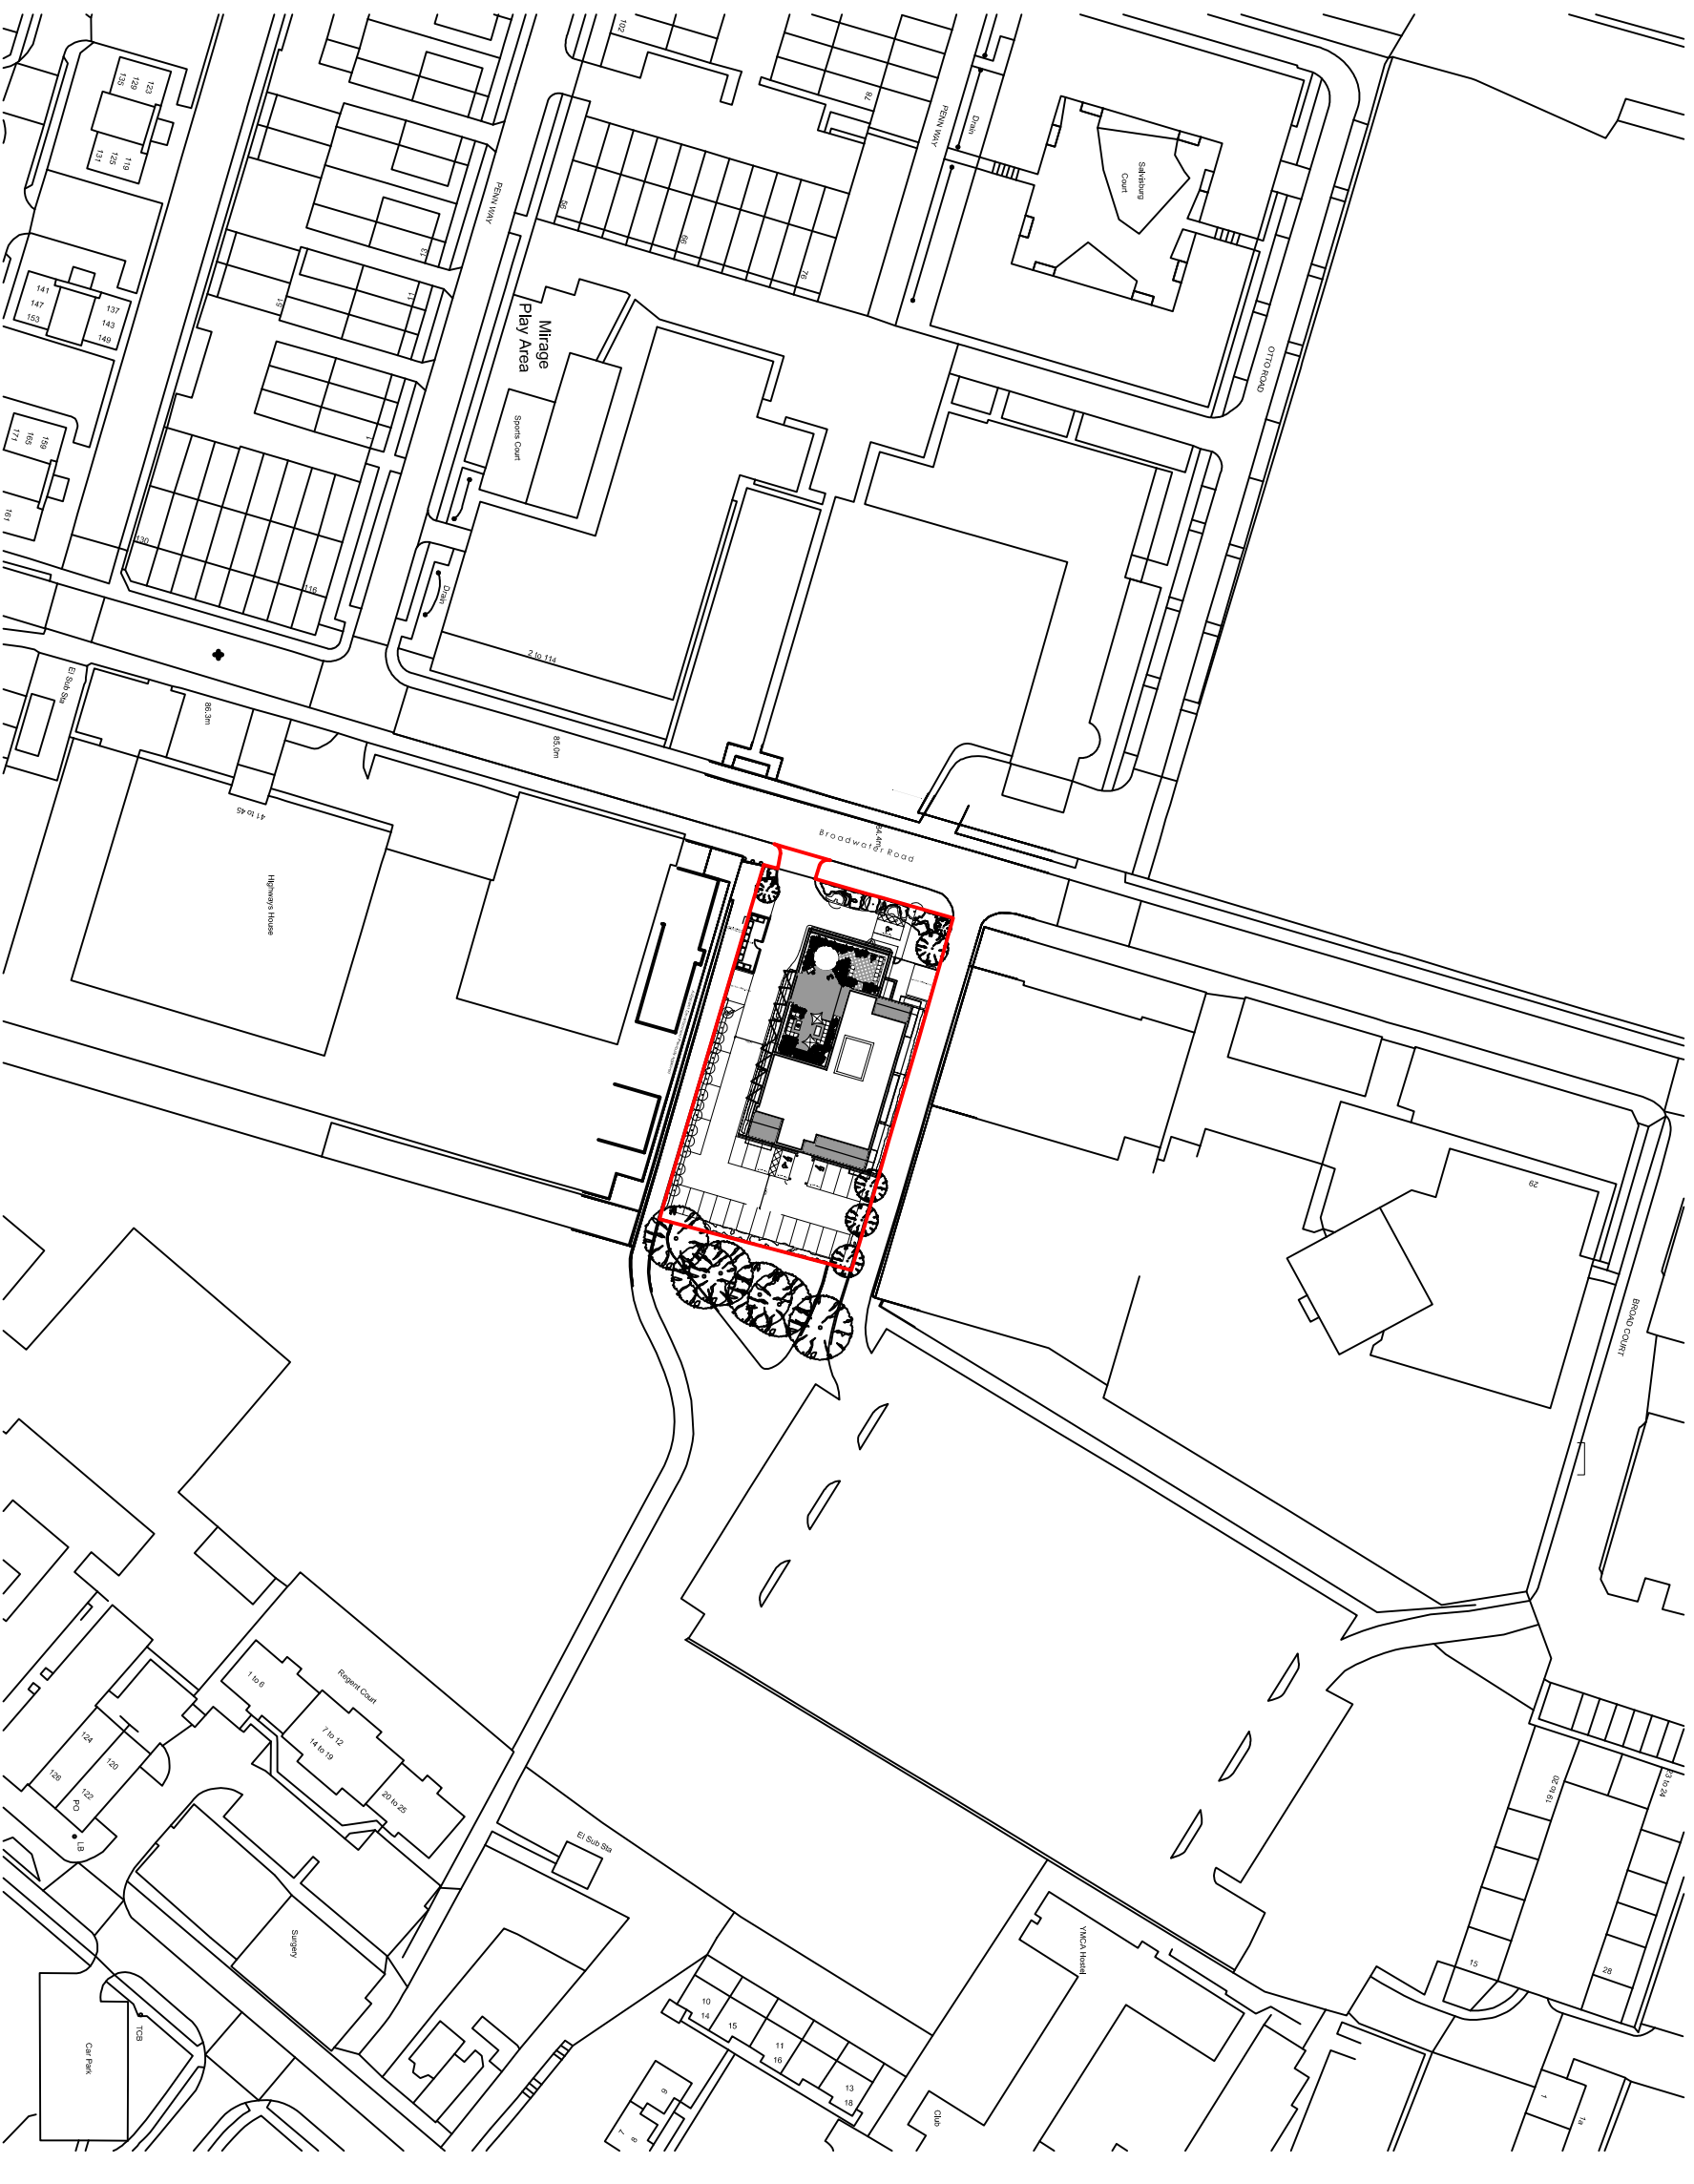 102
123
129
135
119
125
131
78
PENN WAY
Drain
Salvisburg
Court
PENN WAY
56
66
76
13
11
51
1
141
147
153
137
143
149
Mirage
Play Area
Sports Court
OTTO ROAD
159
165
171
161
130
116
Drain
2 to 114
El Sub Sta
86.3m
85.0m
84.4m
Broadwater Road
41 to 45
Highways House
29
BROAD COURT
Regent Court
1 to 6
7 to 12
14 to 19
20 to 25
124
120
126
122
PO
LB
El Sub Sta
Surgery
TCB
Car Park
YMCA Hostel
10
14
15
11
16
13
18
9
7
8
Club
19 to 20
23 to 24
15
28
1
1a